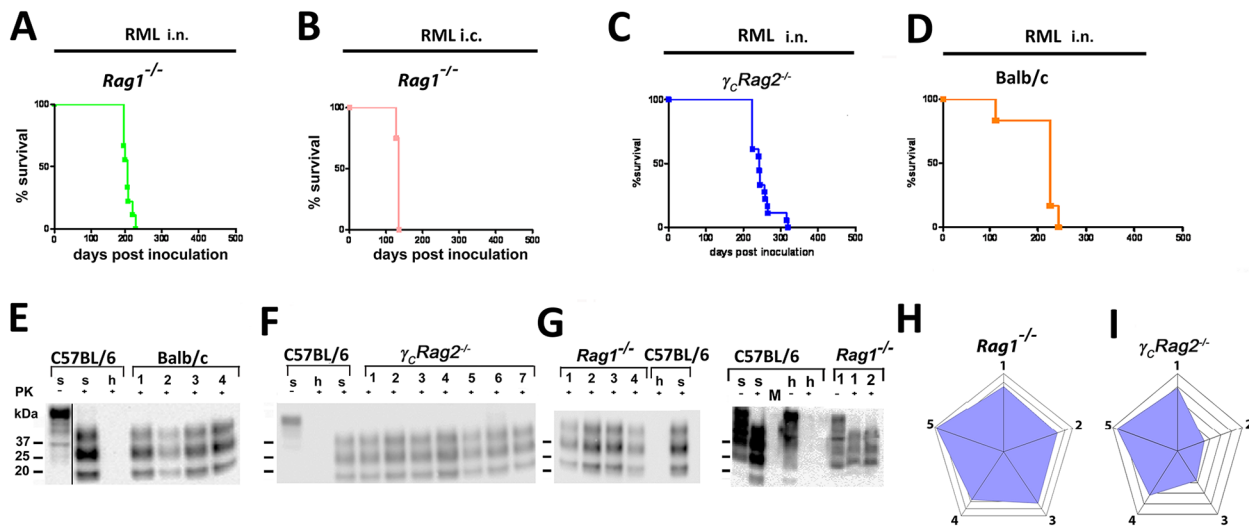 A
RML i.n.
Rag1-/-
% survival
100
50
0
0 100 200 300 400 500
days post inoculation
B
RML i.c.
Rag1-/-
% survival
100
50
0
0 100 200 300 400 500
days post inoculation
C
RML i.n.
γCRag2-/-
%survival
100
50
0
0 100 200 300 400 500
days post inoculation
D
RML i.n.
Balb/c
%survival
100
50
0
0 100 200 300 400 500
E
C57BL/6 Balb/c
s s h 1 2 3 4
PK - + + + + + +
kDa
37
25
20
F
C57BL/6 γCRag2-/-
s h s 1 2 3 4 5 6 7
- + + + + + + + + +
G
Rag1-/- C57BL/6
1 2 3 4 h s
+ + + + + +
C57BL/6 Rag1-/-
s s h h 1 1 2
- + M - + - + +
H
Rag1-/-
1
2
3
4
5
I
γCRag2-/-
1
2
3
4
5